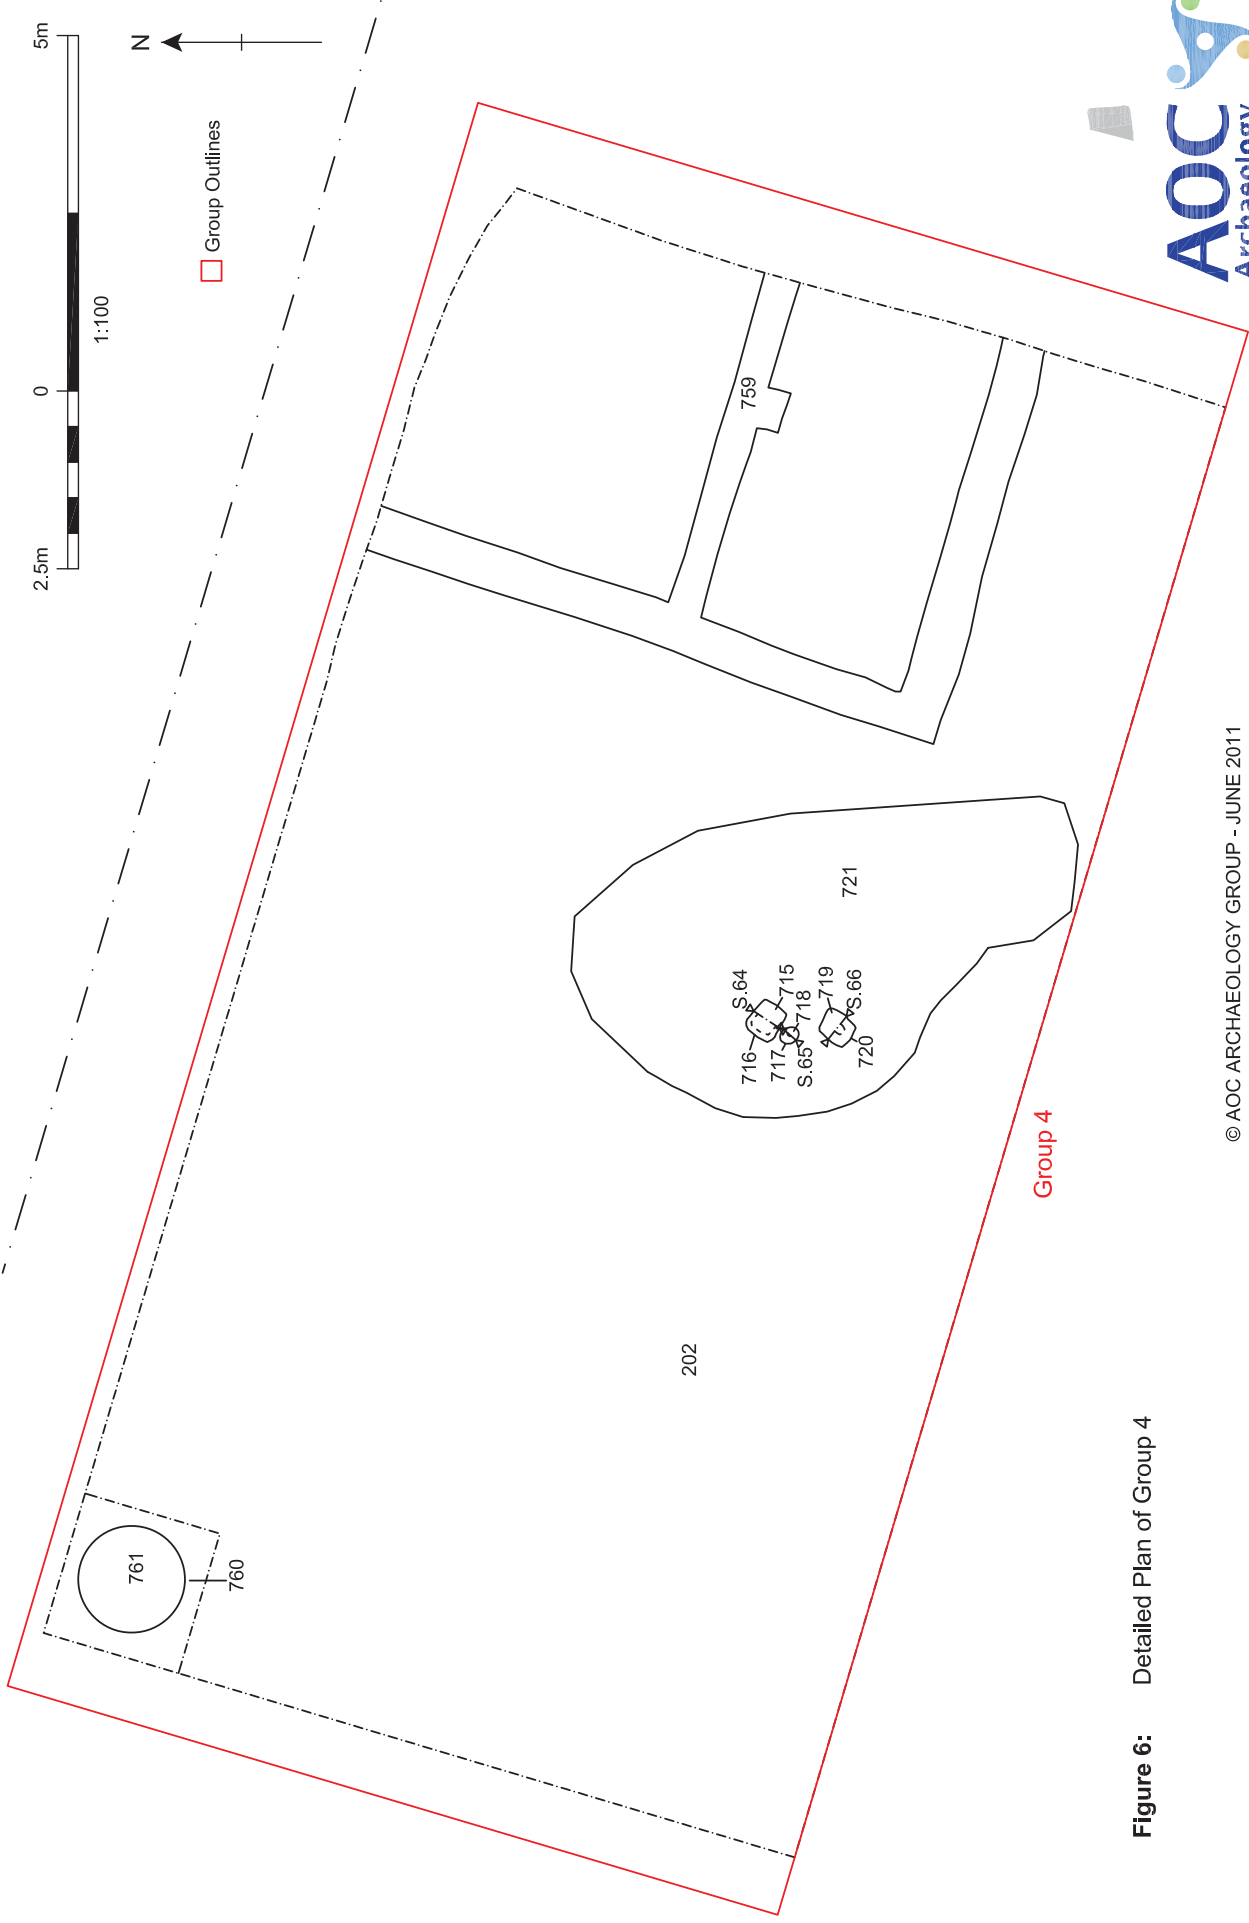 2.5m 0 5m
1:100
N
Group Outlines
761
760
202
759
721
S.64
716
715
717
718
S.65
719
S.66
720
Group 4
Figure 6: Detailed Plan of Group 4
© AOC ARCHAEOLOGY GROUP - JUNE 2011
AOC
Archaeology